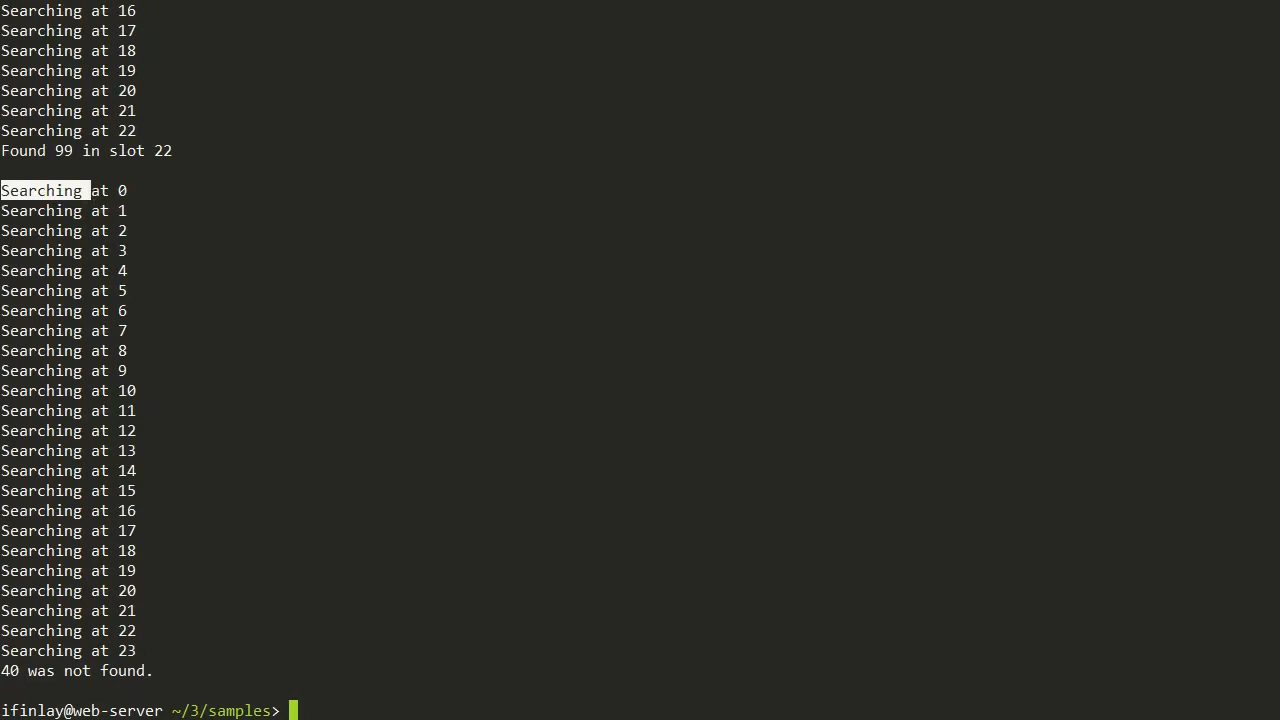 Searching at 16
Searching at 17
Searching at 18
Searching at 19
Searching at 20
Searching at 21
Searching at 22
Found 99 in slot 22
Searching at 0
Searching at 1
Searching at 2
Searching at 3
Searching at 4
Searching at 5
Searching at 6
Searching at 7
Searching at 8
Searching at 9
Searching at 10
Searching at 11
Searching at 12
Searching at 13
Searching at 14
Searching at 15
Searching at 16
Searching at 17
Searching at 18
Searching at 19
Searching at 20
Searching at 21
Searching at 22
Searching at 23
40 was not found.
ifinlay@web-server ~/3/samples>